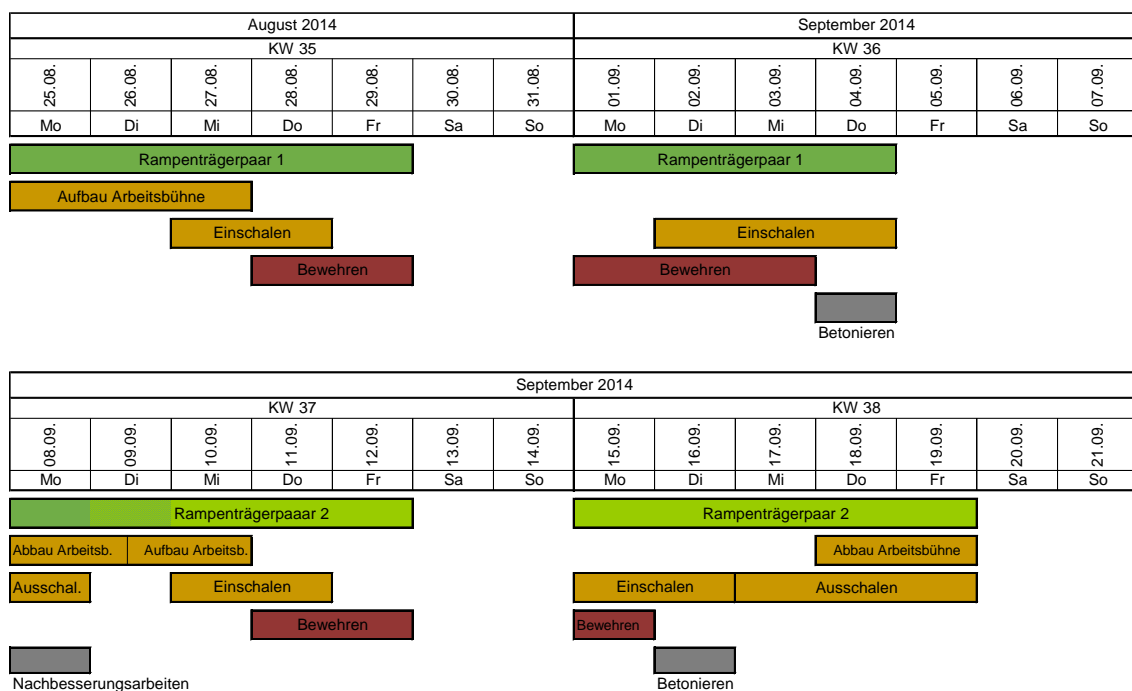 August 2014 September 2014
KW 35 KW 36
25.08. 26.08. 27.08. 28.08. 29.08. 30.08. 31.08. 01.09. 02.09. 03.09. 04.09. 05.09. 06.09. 07.09.
Mo Di Mi Do Fr Sa So Mo Di Mi Do Fr Sa So
Rampenträgerpaar 1 Rampenträgerpaar 1
Aufbau Arbeitsbühne
Einschalen Einschalen
Bewehren Bewehren
Betonieren
September 2014
KW 37 KW 38
08.09. 09.09. 10.09. 11.09. 12.09. 13.09. 14.09. 15.09. 16.09. 17.09. 18.09. 19.09. 20.09. 21.09.
Mo Di Mi Do Fr Sa So Mo Di Mi Do Fr Sa So
Rampenträgerpaaar 2 Rampenträgerpaar 2
Abbau Arbeitsb. Aufbau Arbeitsb. Abbau Arbeitsbühne
Ausschal. Einschalen Einschalen Ausschalen
Bewehren Bewehren
Nachbesserungsarbeiten Betonieren